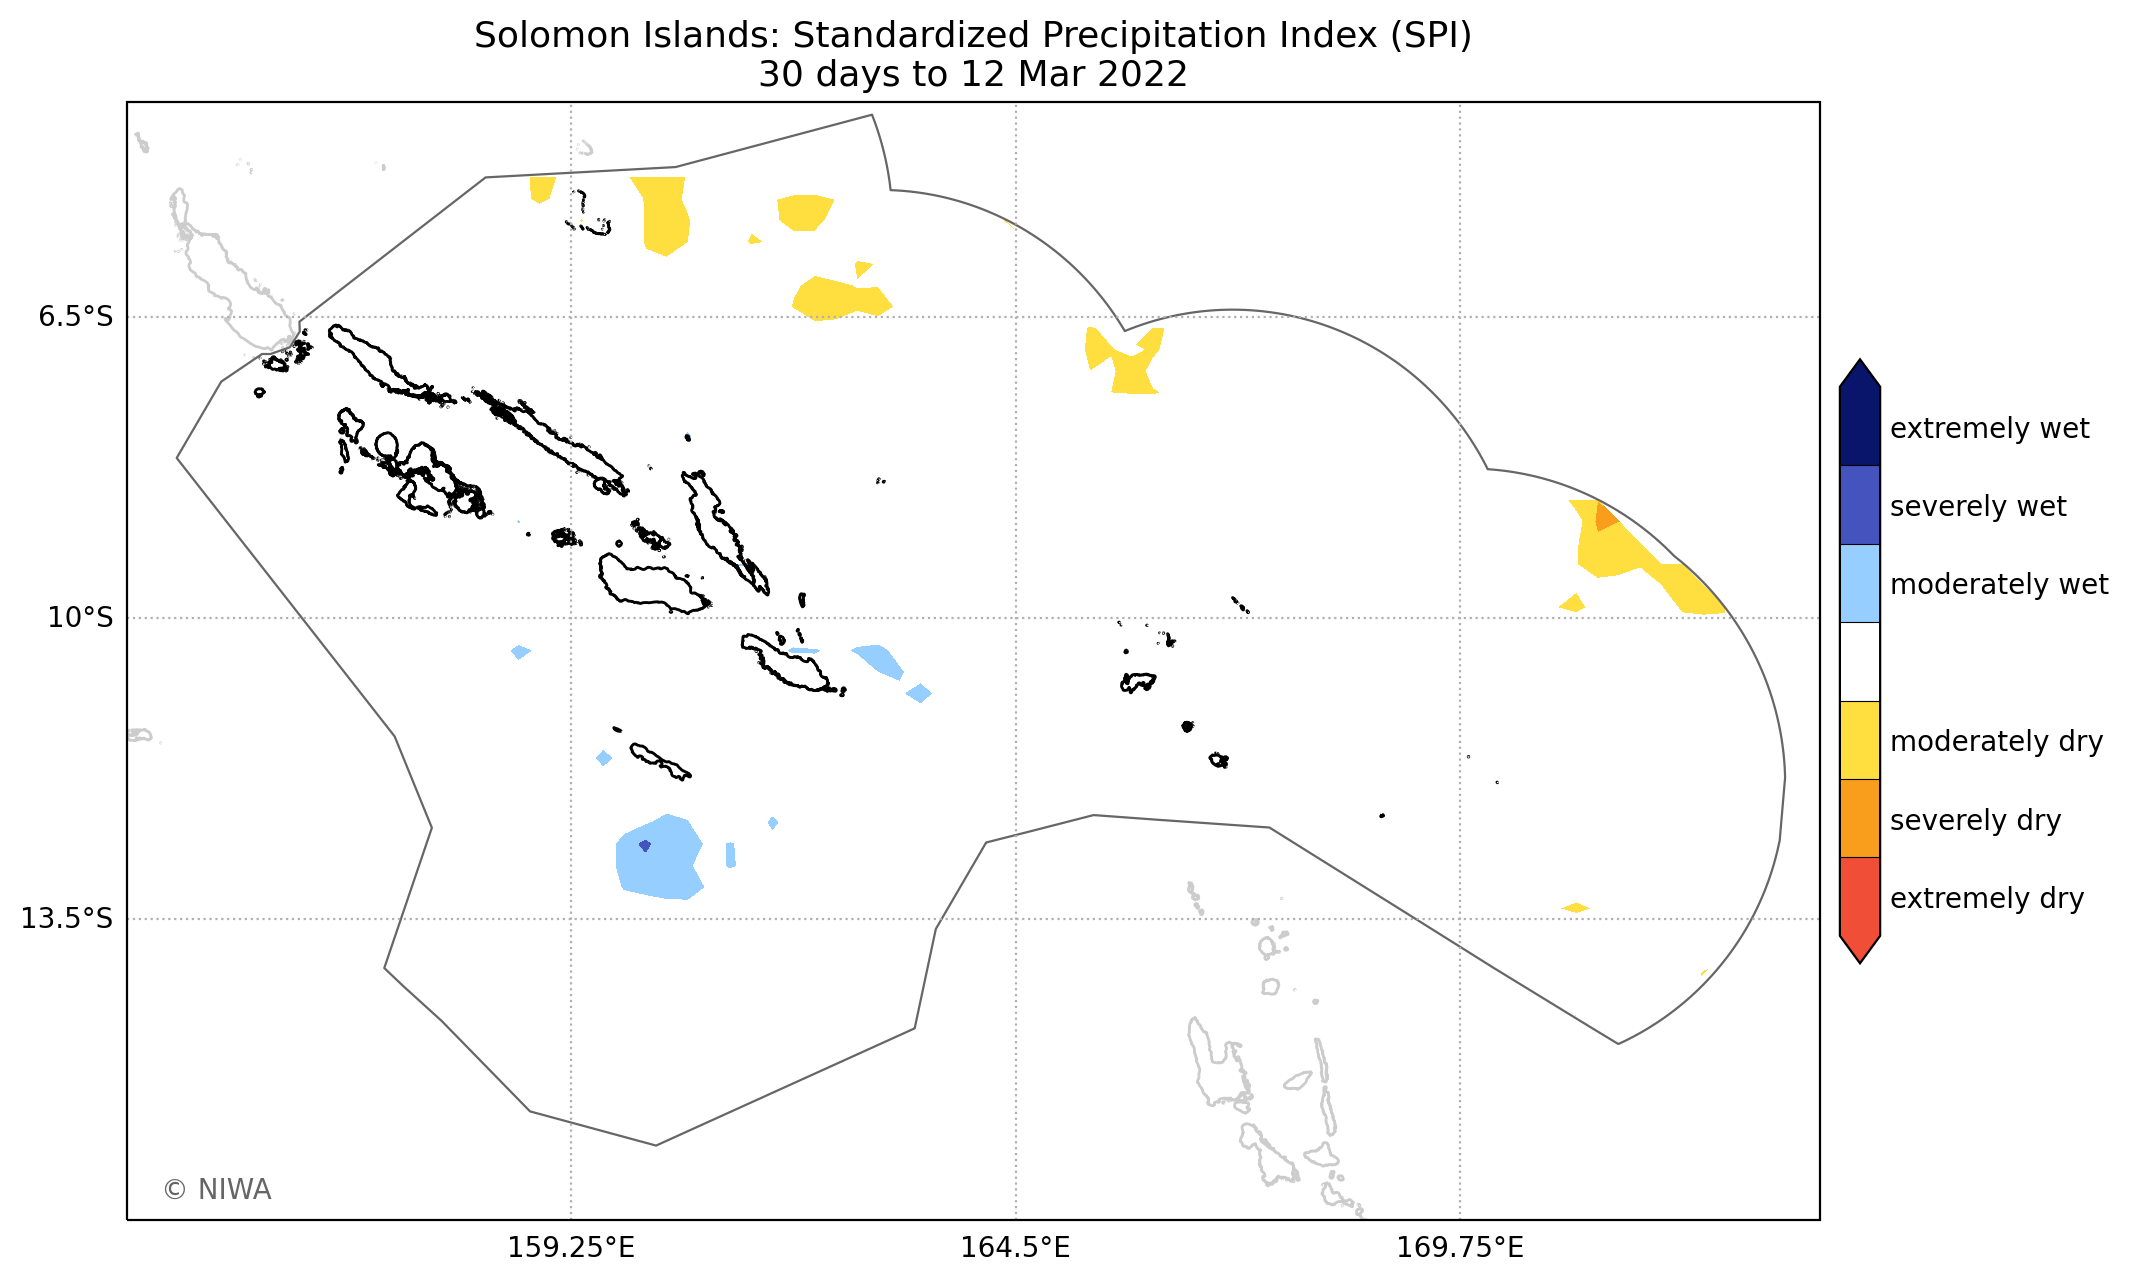 Solomon Islands: Standardized Precipitation Index (SPI)
30 days to 12 Mar 2022
6.5°S
10°S
13.5°S
159.25°E
164.5°E
169.75°E
extremely wet
severely wet
moderately wet
moderately dry
severely dry
extremely dry
© NIWA